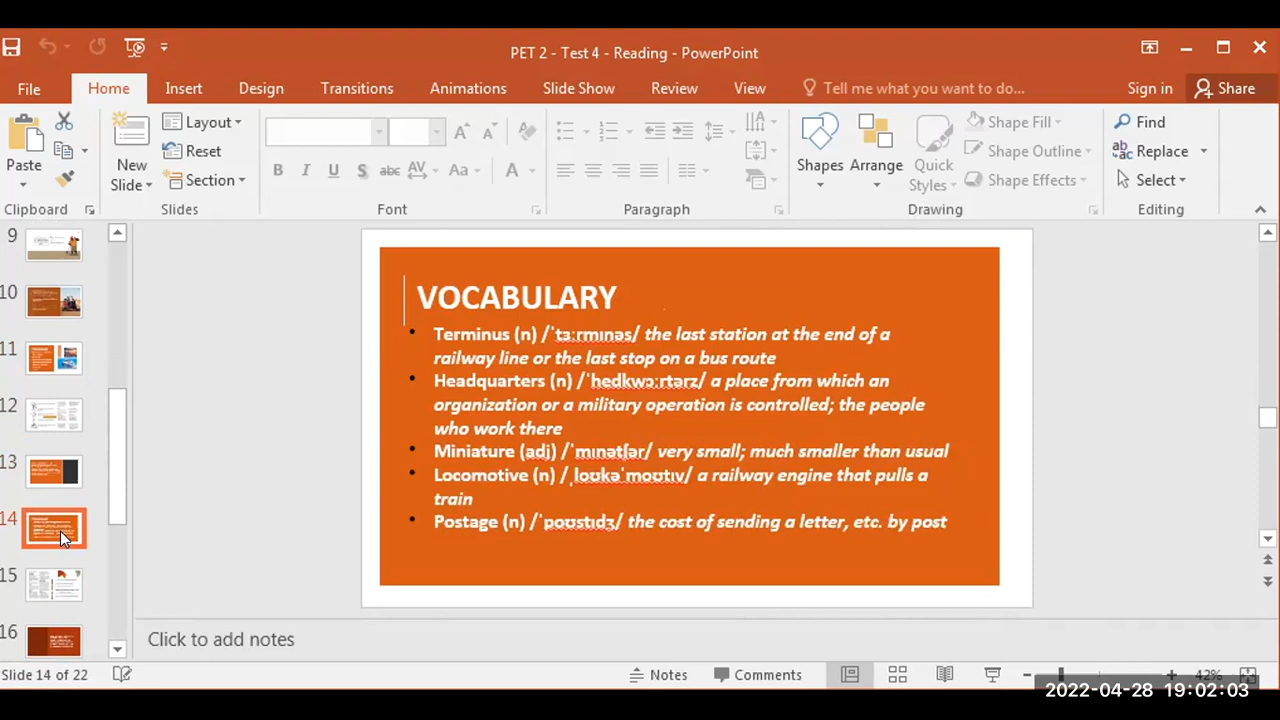 PET 2 - Test 4 - Reading - PowerPoint
File Home Insert Design Transitions Animations Slide Show Review View Tell me what you want to do... Sign in Share
Paste
Clipboard
New Slide
Layout
Reset
Section
Slides
B I U S abc AV Aa A
Font
Paragraph
Shapes
Arrange
Quick Styles
Shape Fill
Shape Outline
Shape Effects
Drawing
Find
Replace
Select
Editing
9
10
11
12
13
14
15
16
VOCABULARY
• Terminus (n) /ˈtɜːrmɪnəs/ the last station at the end of a
railway line or the last stop on a bus route
• Headquarters (n) /ˈhedkwɔːrtərz/ a place from which an
organization or a military operation is controlled; the people
who work there
• Miniature (adj) /ˈmɪnətʃər/ very small; much smaller than usual
• Locomotive (n) /ˌloʊkəˈmoʊtɪv/ a railway engine that pulls a
train
• Postage (n) /ˈpoʊstɪdʒ/ the cost of sending a letter, etc. by post
Click to add notes
Slide 14 of 22 Notes Comments 42%
2022-04-28 19:02:03